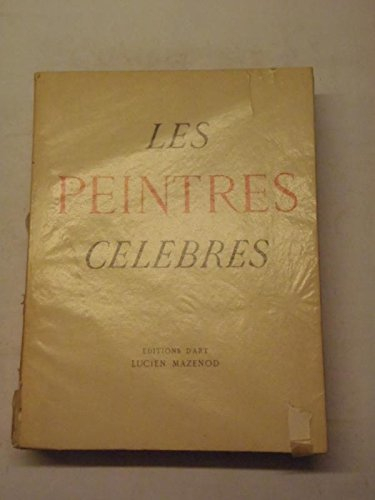 LES
PEINTRES
CELEBRES
EDITIONS D'ART
LUCIEN MAZENOD